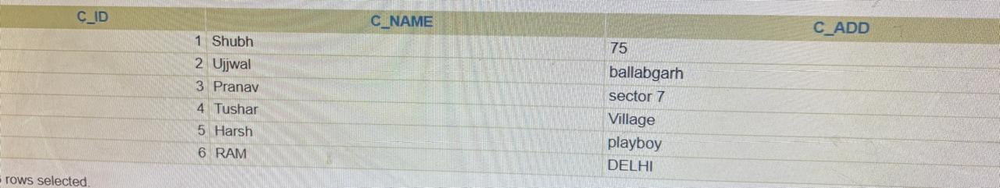 C_ID C_NAME C_ADD
1 Shubh 75
2 Ujjwal ballabgarh
3 Pranav sector 7
4 Tushar Village
5 Harsh playboy
6 RAM DELHI
rows selected.